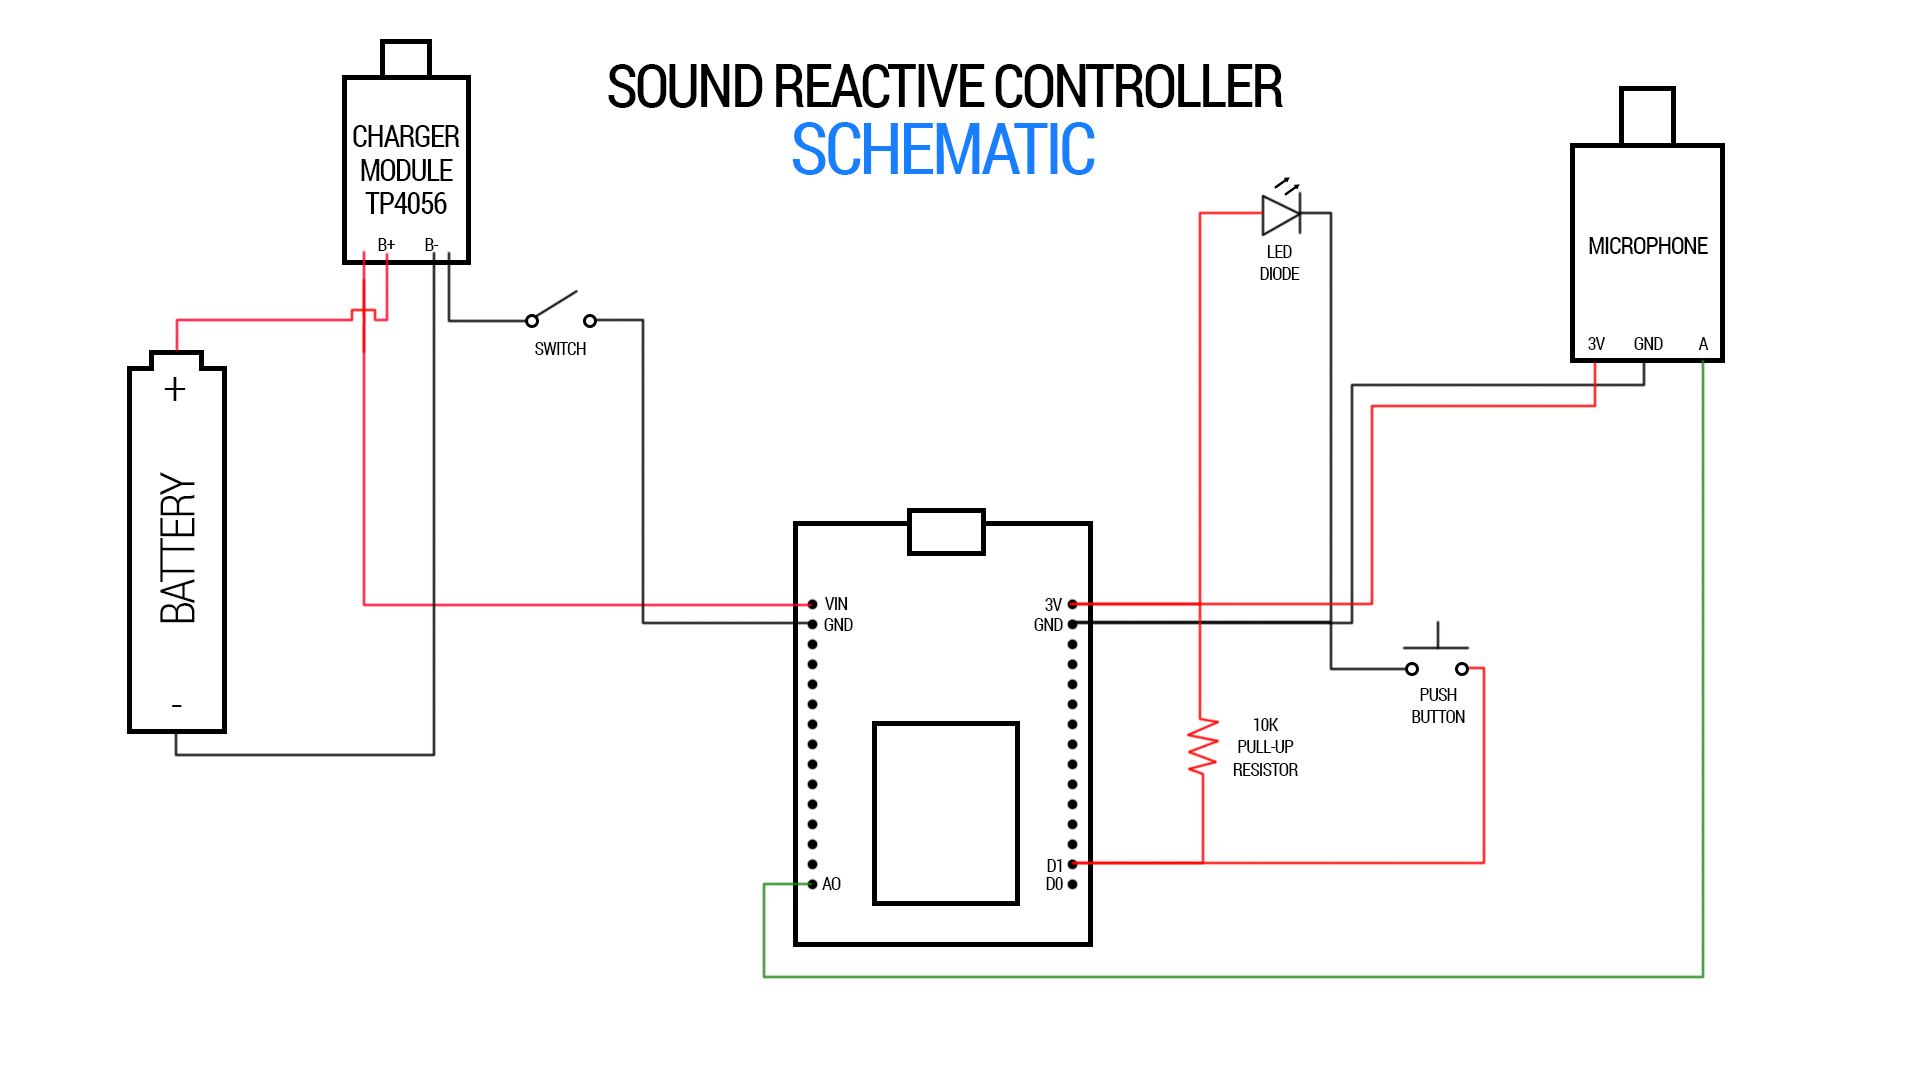 SOUND REACTIVE CONTROLLER
SCHEMATIC
CHARGER
MODULE
TP4056
B+ B-
SWITCH
+
BATTERY
-
LED
DIODE
MICROPHONE
3V GND A
VIN
GND
AO
3V
GND
D1
D0
PUSH
BUTTON
10K
PULL-UP
RESISTOR